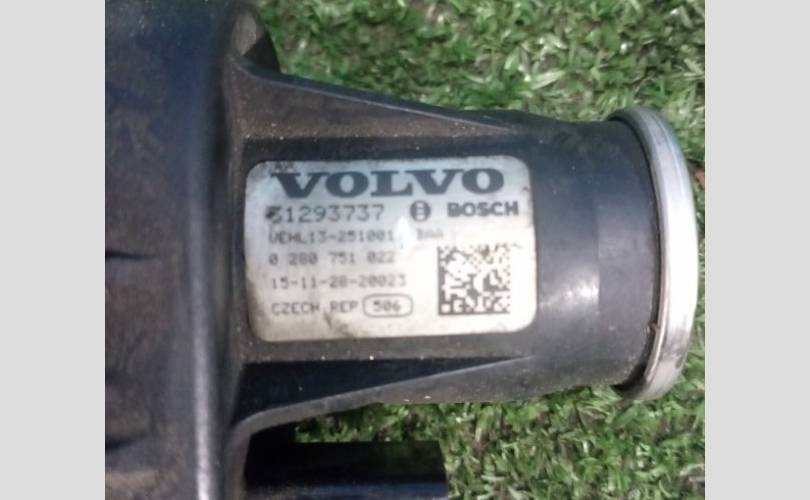 VOLVO
31293737 BOSCH
0 280 751 022
15-11-28-20023
CZECH REP 506